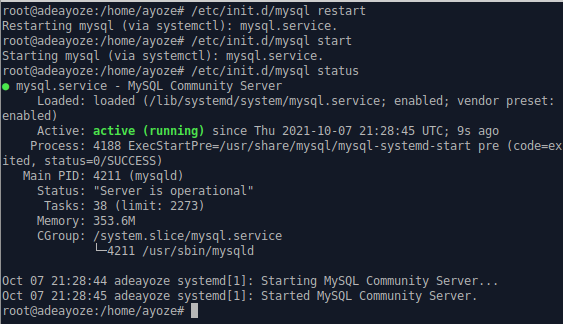 root@adeayoze:/home/ayoze# /etc/init.d/mysql restart
Restarting mysql (via systemctl): mysql.service.
root@adeayoze:/home/ayoze# /etc/init.d/mysql start
Starting mysql (via systemctl): mysql.service.
root@adeayoze:/home/ayoze# /etc/init.d/mysql status
● mysql.service - MySQL Community Server
     Loaded: loaded (/lib/systemd/system/mysql.service; enabled; vendor preset:
enabled)
     Active: active (running) since Thu 2021-10-07 21:28:45 UTC; 9s ago
    Process: 4188 ExecStartPre=/usr/share/mysql/mysql-systemd-start pre (code=ex
ited, status=0/SUCCESS)
   Main PID: 4211 (mysqld)
     Status: "Server is operational"
      Tasks: 38 (limit: 2273)
     Memory: 353.6M
     CGroup: /system.slice/mysql.service
             └─4211 /usr/sbin/mysqld

Oct 07 21:28:44 adeayoze systemd[1]: Starting MySQL Community Server...
Oct 07 21:28:45 adeayoze systemd[1]: Started MySQL Community Server.
root@adeayoze:/home/ayoze#